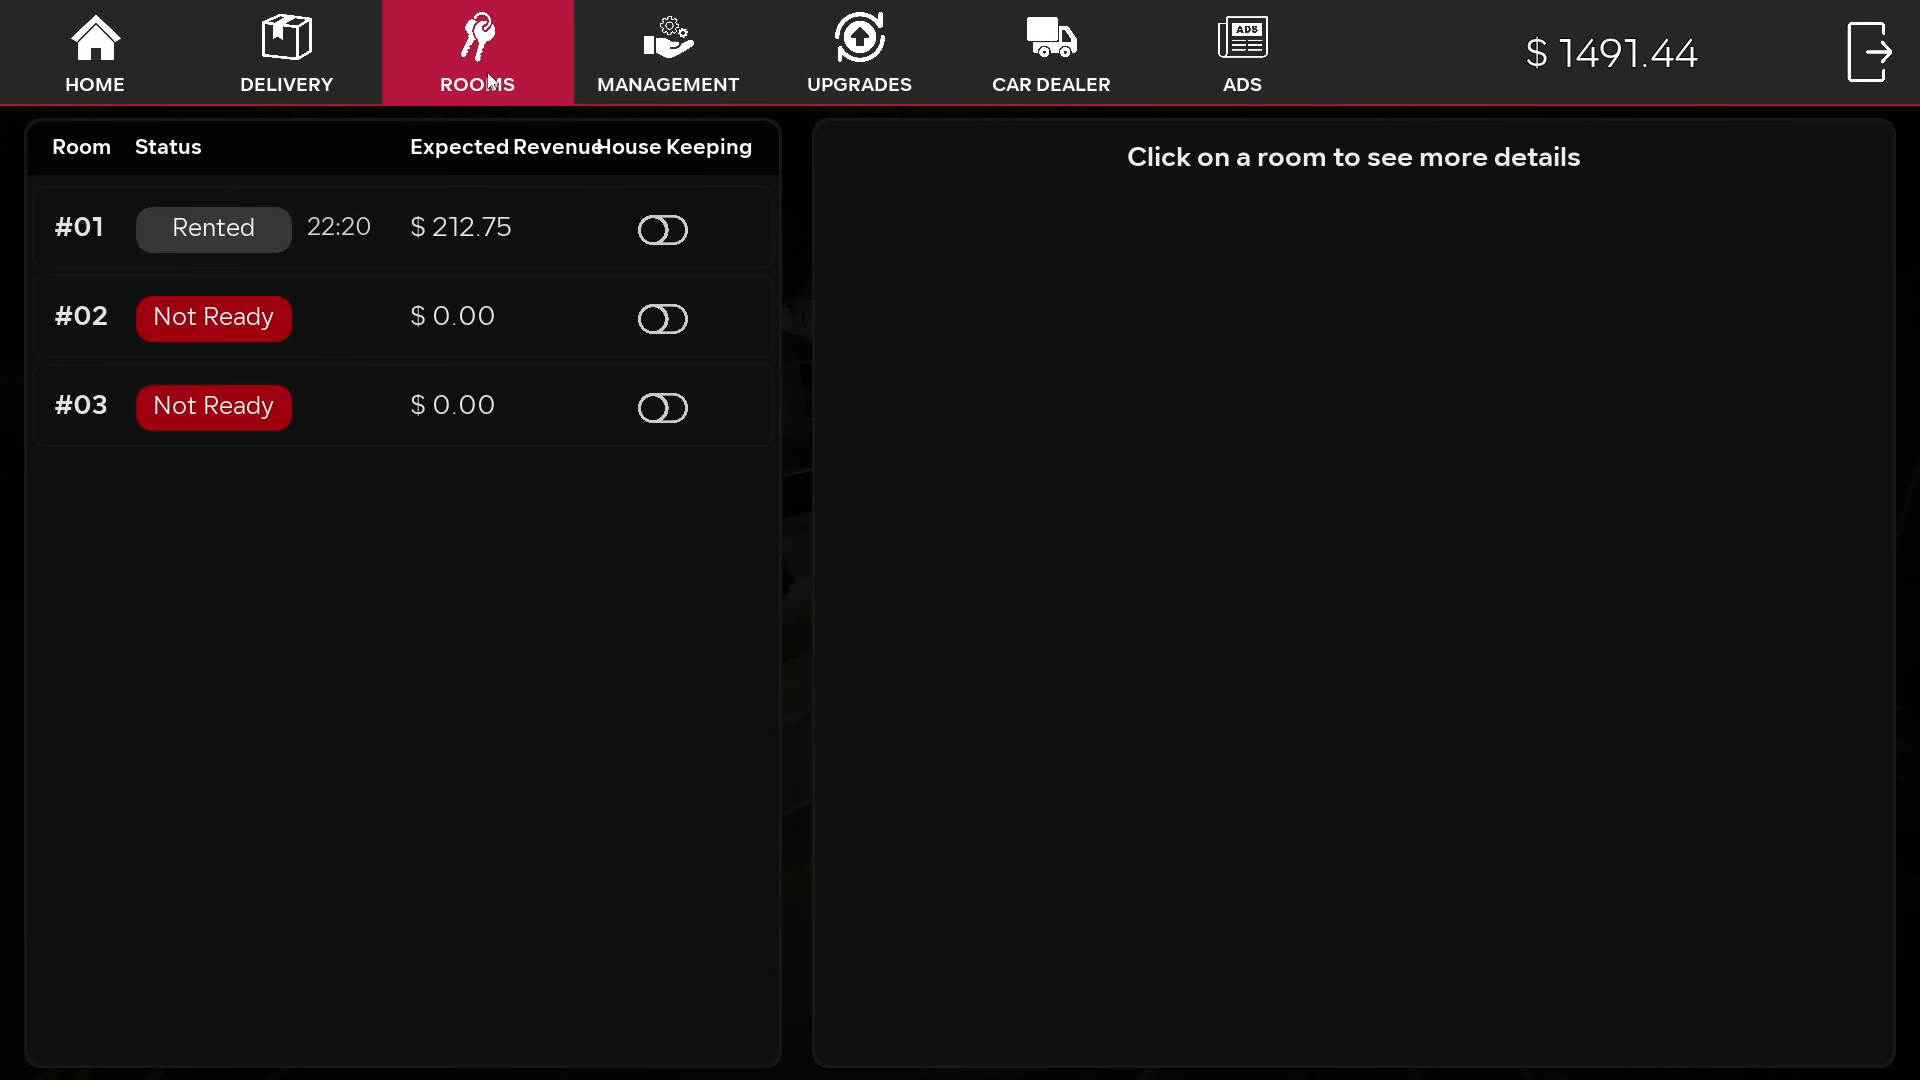 HOME
DELIVERY
ROOMS
MANAGEMENT
UPGRADES
CAR DEALER
ADS
ADS
$ 1491.44
Room Status Expected Revenue House Keeping
#01 Rented 22:20 $ 212.75
#02 Not Ready $ 0.00
#03 Not Ready $ 0.00
Click on a room to see more details